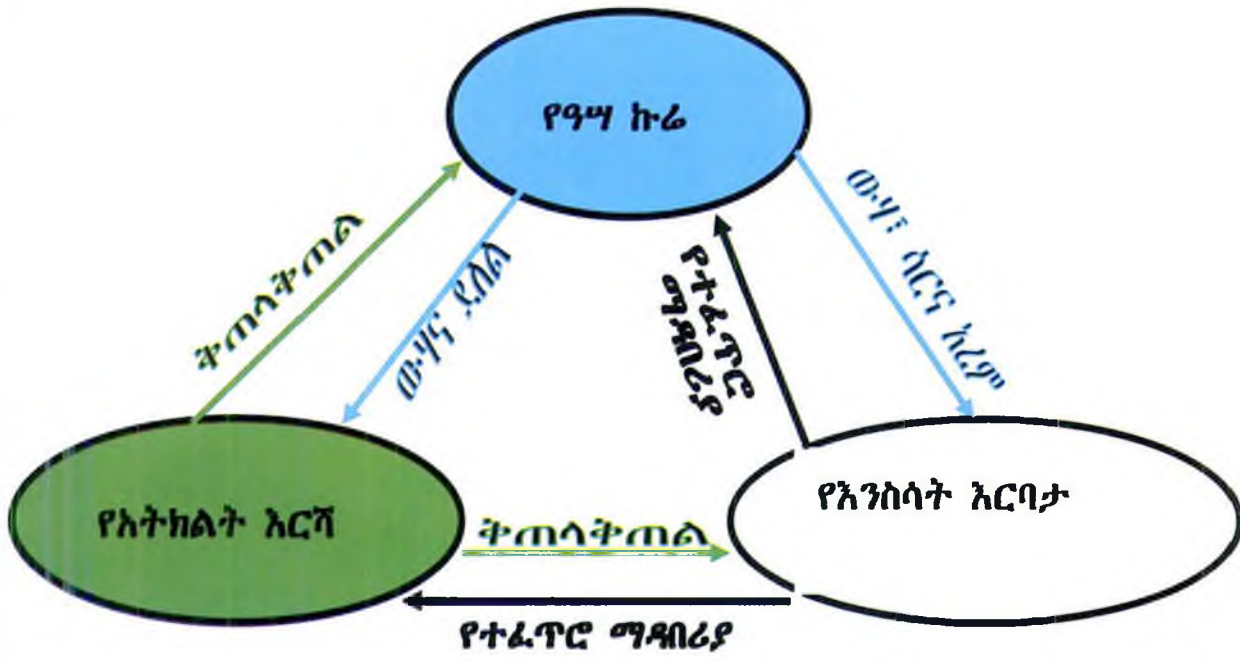 የዓሣ ኩሬ
ቅጠላቅጠል
ውሃና ደለል
የተፈጥሮ
ማዳበሪያ
ውሃ፣ ሳርና አረም
የአትክልት እርሻ
ቅጠላቅጠል
የእንስሳት እርባታ
የተፈጥሮ ማዳበሪያ